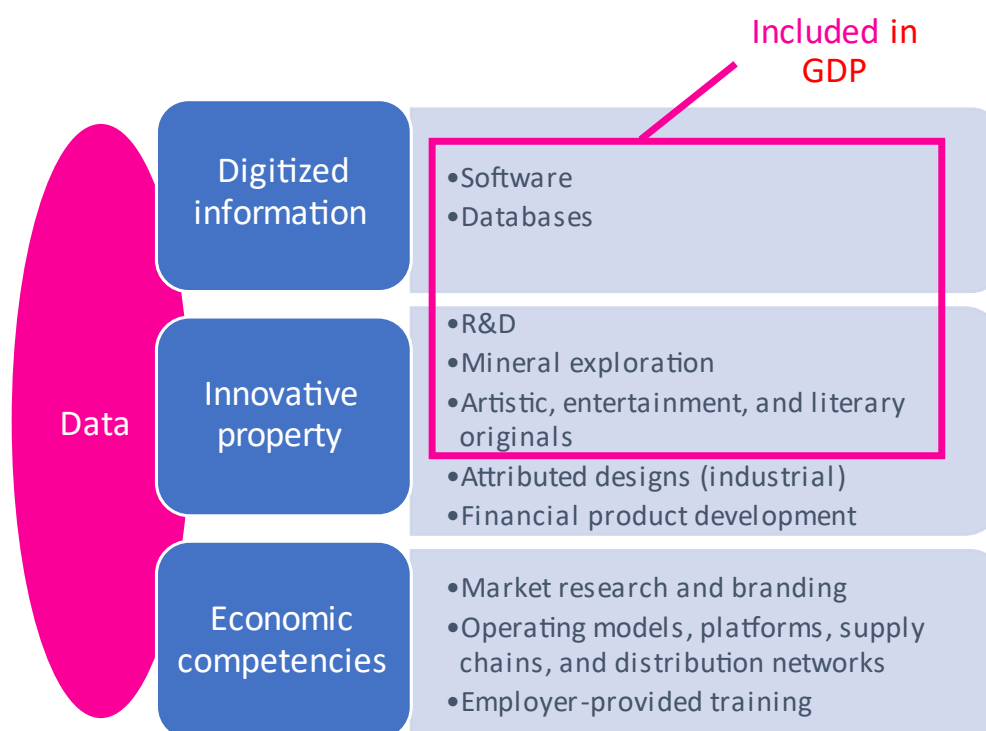 Included in
GDP
Data
Digitized
information
•Software
•Databases
Innovative
property
•R&D
•Mineral exploration
•Artistic, entertainment, and literary
originals
•Attributed designs (industrial)
•Financial product development
Economic
competencies
•Market research and branding
•Operating models, platforms, supply
chains, and distribution networks
•Employer-provided training